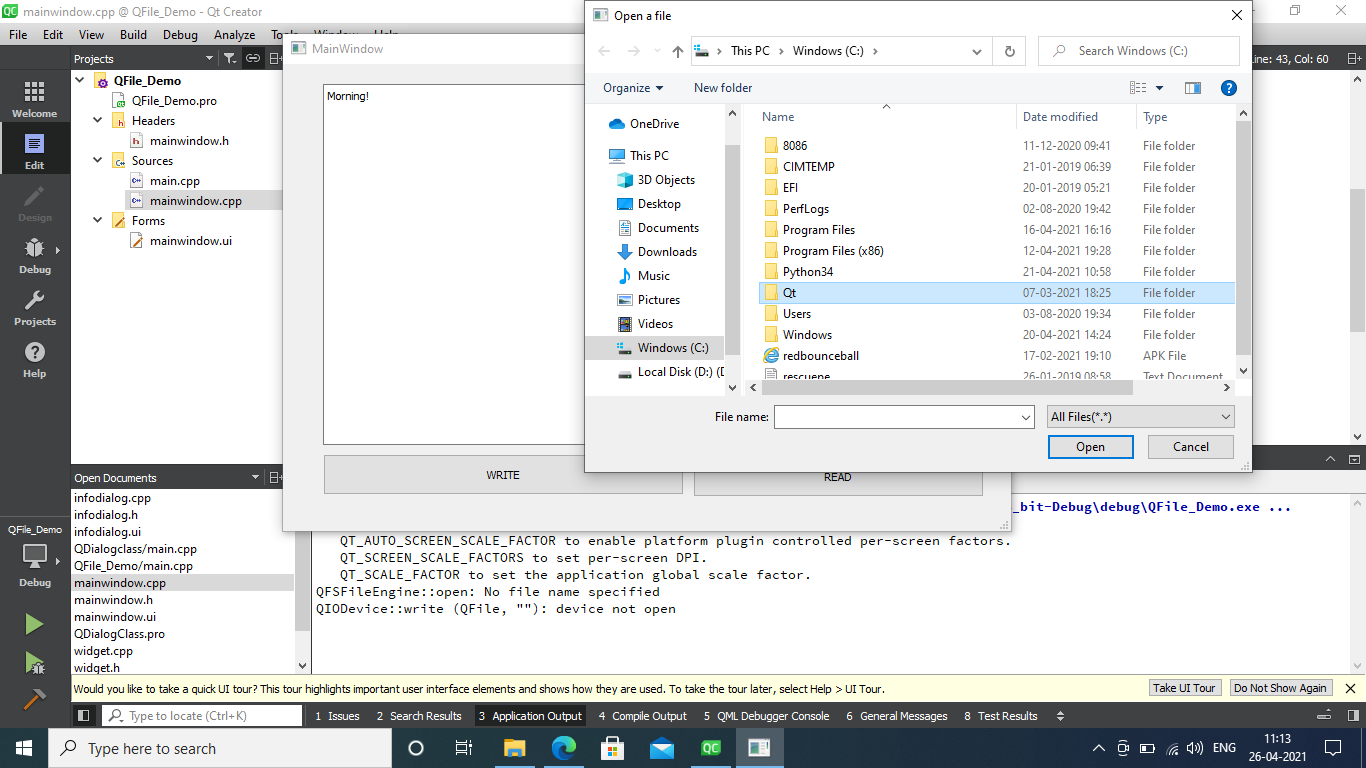 mainwindow.cpp @ QFile_Demo - Qt Creator
File Edit View Build Debug Analyze
Projects
Line: 43, Col: 60
Welcome
Edit
Design
Debug
Projects
Help
QFile_Demo
Debug
QFile_Demo
QFile_Demo.pro
Headers
mainwindow.h
Sources
main.cpp
mainwindow.cpp
Forms
mainwindow.ui
Open Documents
infodialog.cpp
infodialog.h
infodialog.ui
QDialogclass/main.cpp
QFile_Demo/main.cpp
mainwindow.cpp
mainwindow.h
mainwindow.ui
QDialogClass.pro
widget.cpp
widget.h
MainWindow
Morning!
WRITE
READ
Open a file
This PC
Windows (C:)
Search Windows (C:)
Organize
New folder
OneDrive
This PC
3D Objects
Desktop
Documents
Downloads
Music
Pictures
Videos
Windows (C:)
Local Disk (D:)
Name Date modified Type
8086 11-12-2020 09:41 File folder
CIMTEMP 21-01-2019 06:39 File folder
EFI 20-01-2019 05:21 File folder
PerfLogs 02-08-2020 19:42 File folder
Program Files 16-04-2021 16:16 File folder
Program Files (x86) 12-04-2021 19:28 File folder
Python34 21-04-2021 10:58 File folder
Qt 07-03-2021 18:25 File folder
Users 03-08-2020 19:34 File folder
Windows 20-04-2021 14:24 File folder
redbounceball 17-02-2021 19:10 APK File
rescuepe 26-01-2019 08:58 Text Document
File name:
All Files(*.*)
Open
Cancel
_bit-Debug\debug\QFile_Demo.exe ...
QT_AUTO_SCREEN_SCALE_FACTOR to enable platform plugin controlled per-screen factors.
QT_SCREEN_SCALE_FACTORS to set per-screen DPI.
QT_SCALE_FACTOR to set the application global scale factor.
QFSFileEngine::open: No file name specified
QIODevice::write (QFile, ""): device not open
Would you like to take a quick UI tour? This tour highlights important user interface elements and shows how they are used. To take the tour later, select Help > UI Tour.
Take UI Tour
Do Not Show Again
Type to locate (Ctrl+K)
1 Issues
2 Search Results
3 Application Output
4 Compile Output
5 QML Debugger Console
6 General Messages
8 Test Results
Type here to search
ENG
11:13
26-04-2021